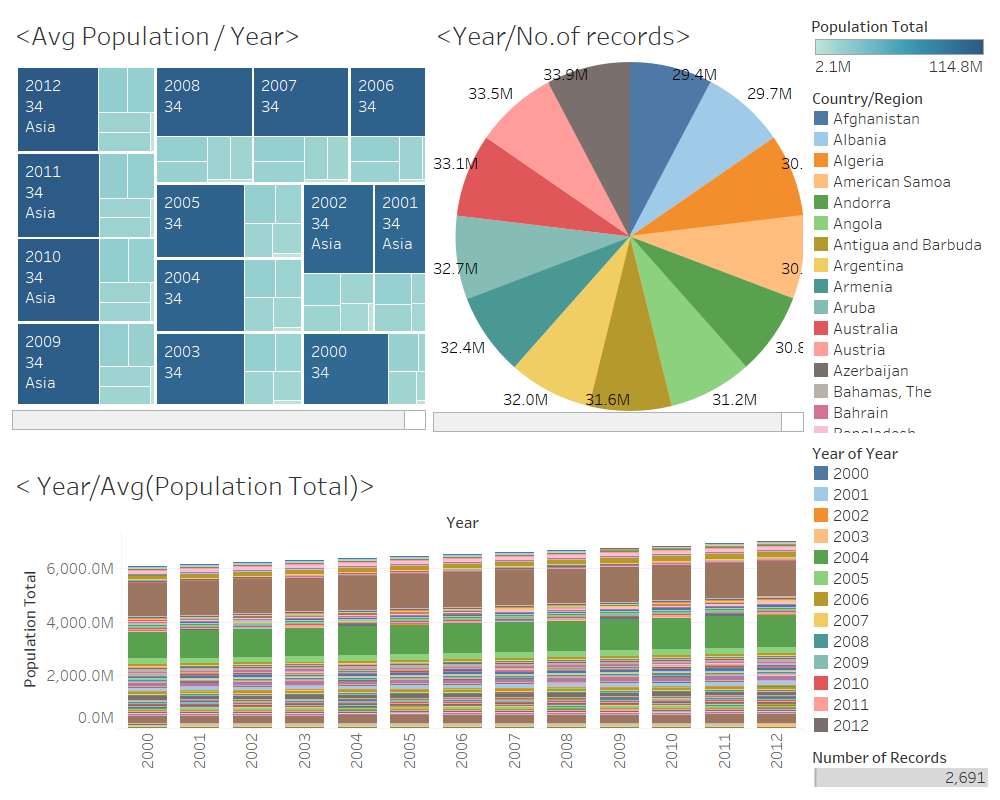 <Avg Population / Year>
2012
34
Asia
2008
34
2007
34
2006
34
2011
34
Asia
2005
34
2002
34
Asia
2001
34
Asia
2010
34
Asia
2004
34
2009
34
Asia
2003
34
2000
34
<Year/No.of records>
33.9M
29.4M
33.5M
29.7M
33.1M
30.
32.7M
30.
32.4M
30.8
32.0M
31.6M
31.2M
Population Total
2.1M
114.8M
Country/Region
Afghanistan
Albania
Algeria
American Samoa
Andorra
Angola
Antigua and Barbuda
Argentina
Armenia
Aruba
Australia
Austria
Azerbaijan
Bahamas, The
Bahrain
Bangladesh
< Year/Avg(Population Total)>
Year
Population Total
6,000.0M
4,000.0M
2,000.0M
0.0M
2000
2001
2002
2003
2004
2005
2006
2007
2008
2009
2010
2011
2012
Year of Year
2000
2001
2002
2003
2004
2005
2006
2007
2008
2009
2010
2011
2012
Number of Records
2,691